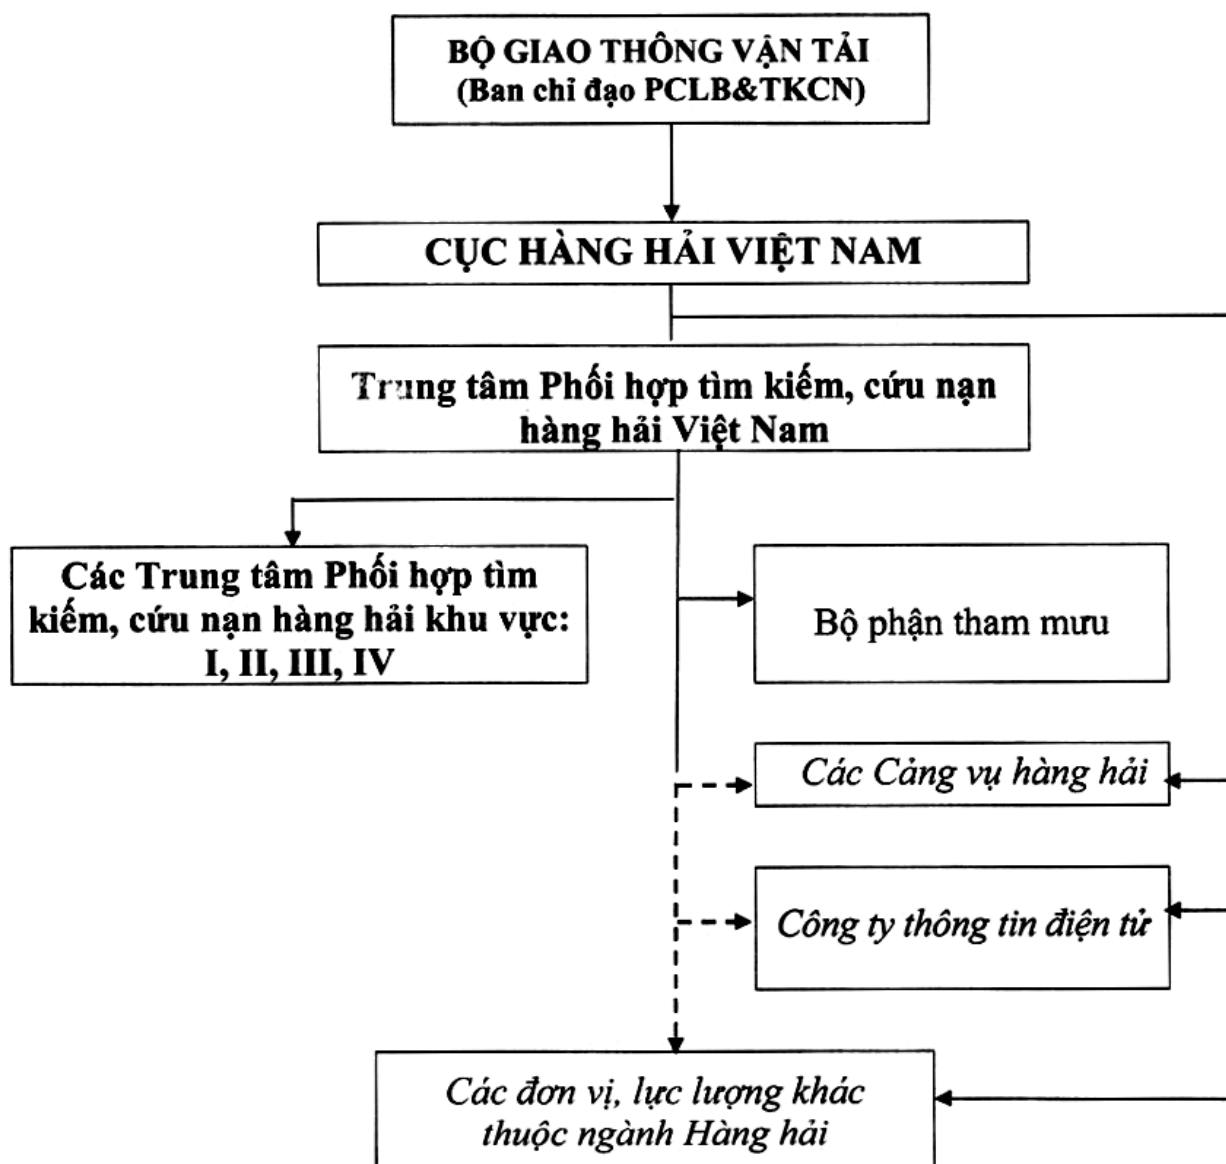 BỘ GIAO THÔNG VẬN TẢI
(Ban chỉ đạo PCLB&TKCN)
CỤC HÀNG HẢI VIỆT NAM
Trung tâm Phối hợp tìm kiếm, cứu nạn
hàng hải Việt Nam
Các Trung tâm Phối hợp tìm
kiếm, cứu nạn hàng hải khu vực:
I, II, III, IV
Bộ phận tham mưu
Các Cảng vụ hàng hải
Công ty thông tin điện tử
Các đơn vị, lực lượng khác
thuộc ngành Hàng hải